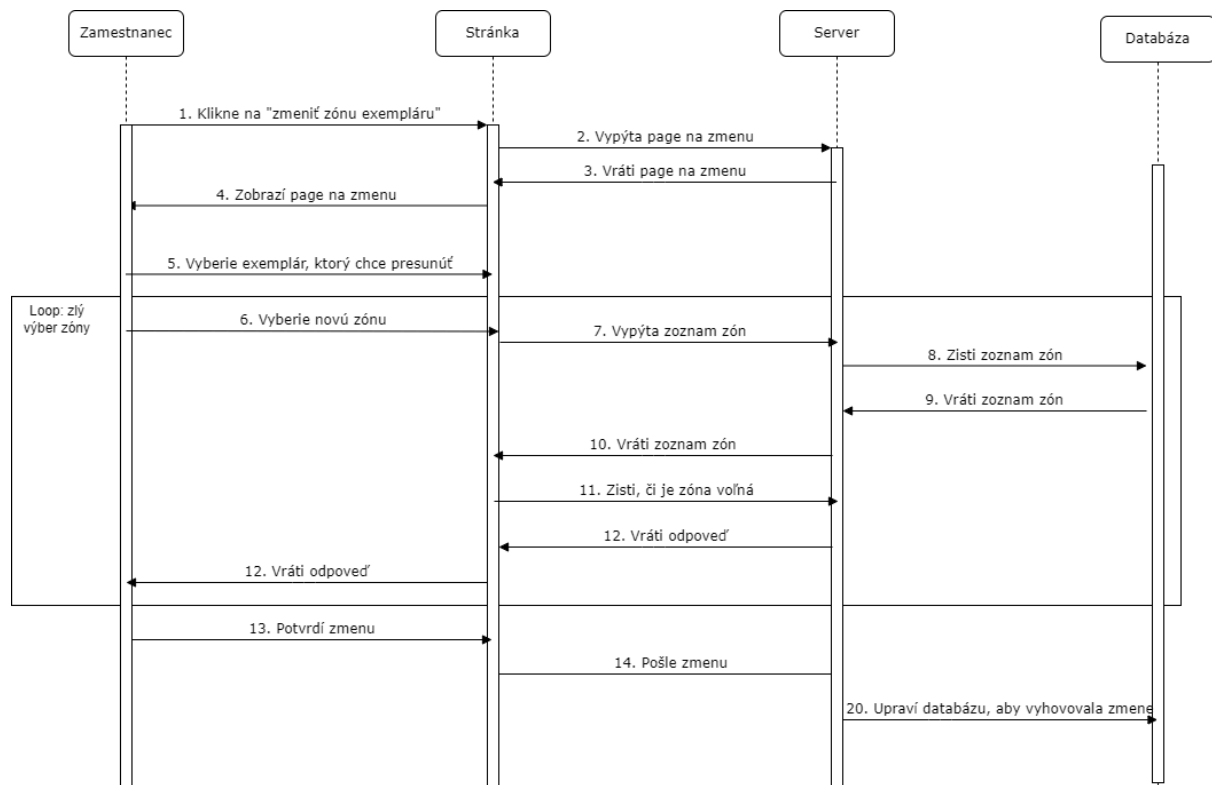 Zamestnanec
Stránka
Server
Databáza
1. Klikne na "zmeniť zónu exempláru"
2. Vypýta page na zmenu
3. Vráti page na zmenu
4. Zobrazí page na zmenu
5. Vyberie exemplár, ktorý chce presunúť
Loop: zlý
výber zóny
6. Vyberie novú zónu
7. Vypýta zoznam zón
8. Zisti zoznam zón
9. Vráti zoznam zón
10. Vráti zoznam zón
11. Zisti, či je zóna voľná
12. Vráti odpoveď
12. Vráti odpoveď
13. Potvrdí zmenu
14. Pošle zmenu
20. Upraví databázu, aby vyhovovala zmene